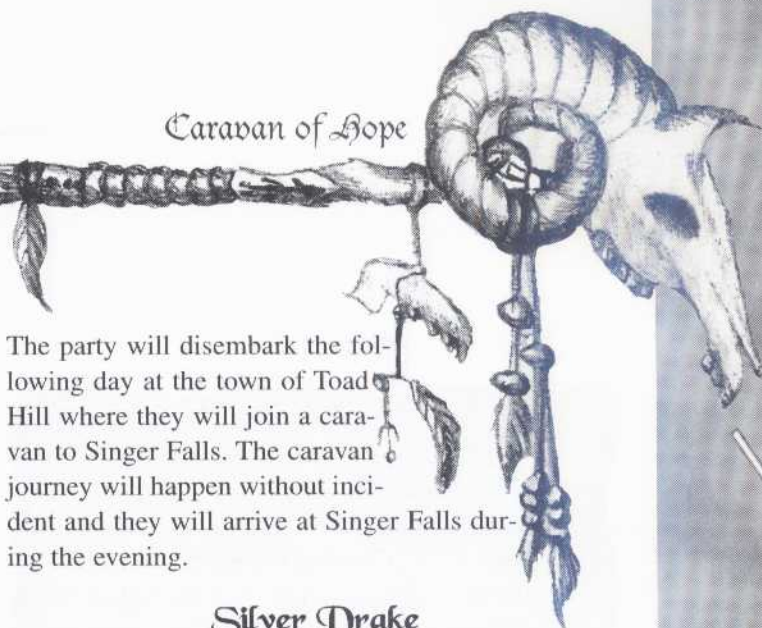 Caravan of Hope
The party will disembark the fol-
lowing day at the town of Toad
Hill where they will join a cara-
van to Singer Falls. The caravan
journey will happen without inci-
dent and they will arrive at Singer Falls dur-
ing the evening.
Silver Drake